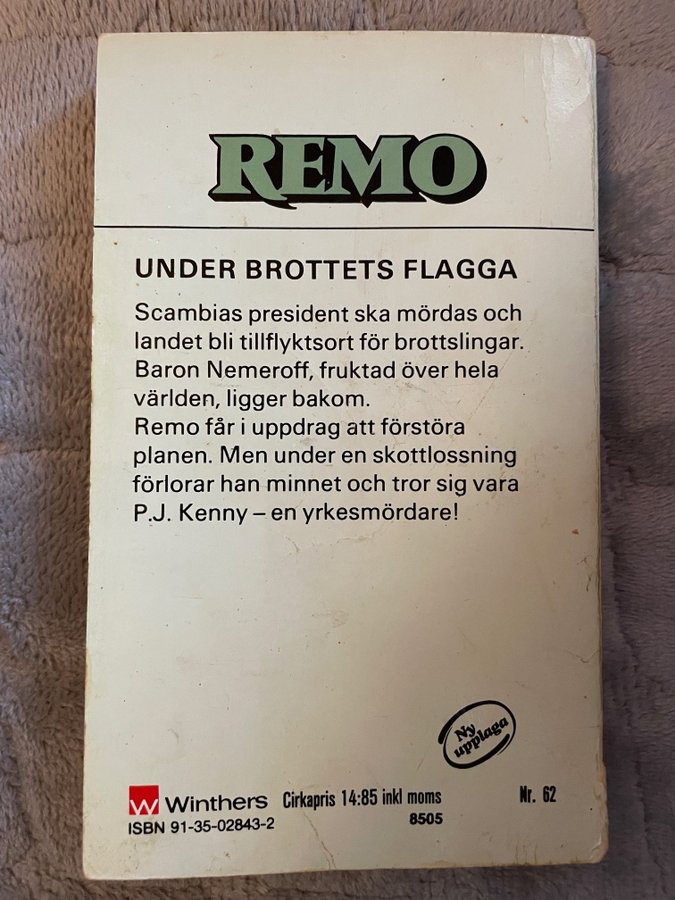 REMO
UNDER BROTTETS FLAGGA
Scambias president ska mördas och
landet bli tillflyktsort för brottslingar.
Baron Nemeroff, fruktad över hela
världen, ligger bakom.
Remo får i uppdrag att förstöra
planen. Men under en skottlossning
förlorar han minnet och tror sig vara
P.J. Kenny – en yrkesmördare!
Ny
upplaga
W Winthers Cirkapris 14:85 inkl moms Nr. 62
ISBN 91-35-02843-2 8505